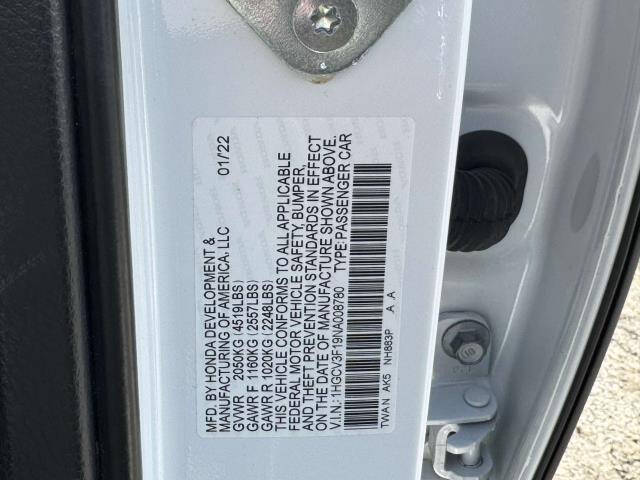 MFD. BY HONDA DEVELOPMENT &
MANUFACTURING OF AMERICA, LLC 01/22
GVWR 2050KG (4519LBS)
GAWR F 1160KG (2557LBS)
GAWR R 1020KG (2248LBS)
THIS VEHICLE CONFORMS TO ALL APPLICABLE
FEDERAL MOTOR VEHICLE SAFETY, BUMPER,
AND THEFT PREVENTION STANDARDS IN EFFECT
ON THE DATE OF MANUFACTURE SHOWN ABOVE.
V.I.N.: 1HGCV3F19NA008780 TYPE: PASSENGER CAR
TWA N AK5 NH883P .A .A